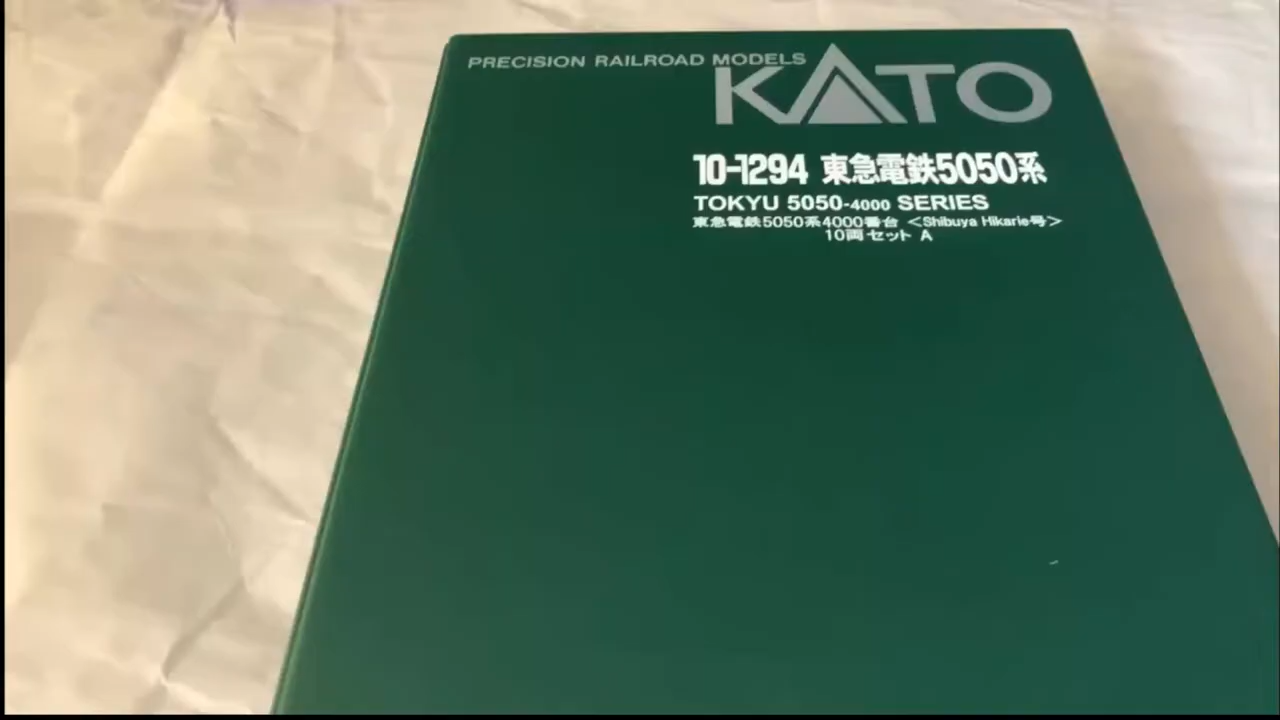 PRECISION RAILROAD MODELS
KATO
10-1294 東急電鉄5050系
TOKYU 5050-4000 SERIES
東急電鉄5050系4000番台 <Shibuya Hikarie号>
10両セット A